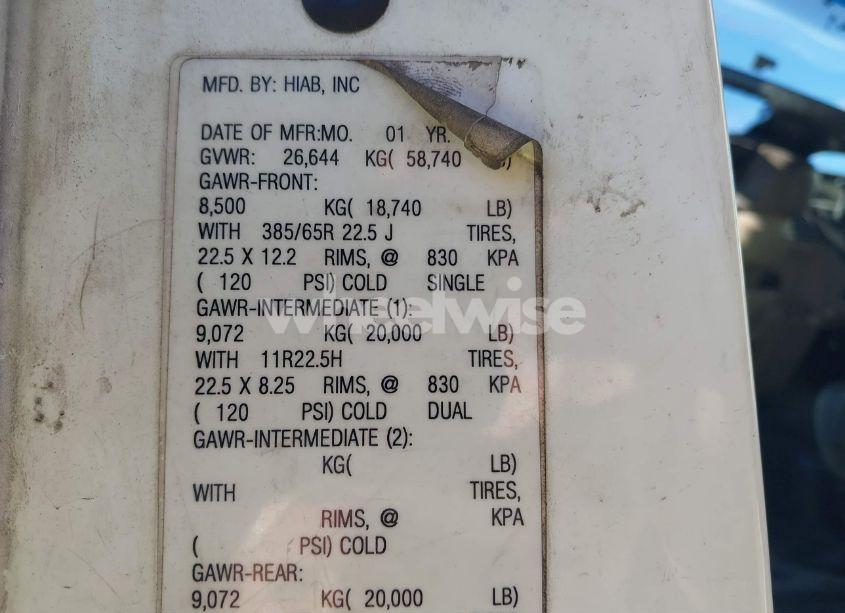 MFD. BY: HIAB, INC
DATE OF MFR:MO. 01 YR.
GVWR: 26,644 KG( 58,740
GAWR-FRONT:
8,500 KG( 18,740 LB)
WITH 385/65R 22.5 J TIRES,
22.5 X 12.2 RIMS, @ 830 KPA
( 120 PSI) COLD SINGLE
GAWR-INTERMEDIATE (1):
9,072 KG( 20,000 LB)
WITH 11R22.5H TIRES,
22.5 X 8.25 RIMS, @ 830 KPA
( 120 PSI) COLD DUAL
GAWR-INTERMEDIATE (2):
KG( LB)
WITH TIRES,
RIMS, @ KPA
( PSI) COLD
GAWR-REAR:
9,072 KG( 20,000 LB)
wheelwise